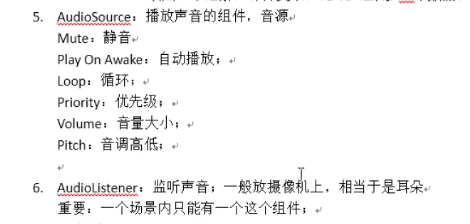 5. AudioSource：播放声音的组件，音源
Mute：静音
Play On Awake：自动播放；
Loop：循环；
Priority：优先级；
Volume：音量大小；
Pitch：音调高低；
6. AudioListener：监听声音；一般放摄像机上，相当于是耳朵
重要：一个场景内只能有一个这个组件；